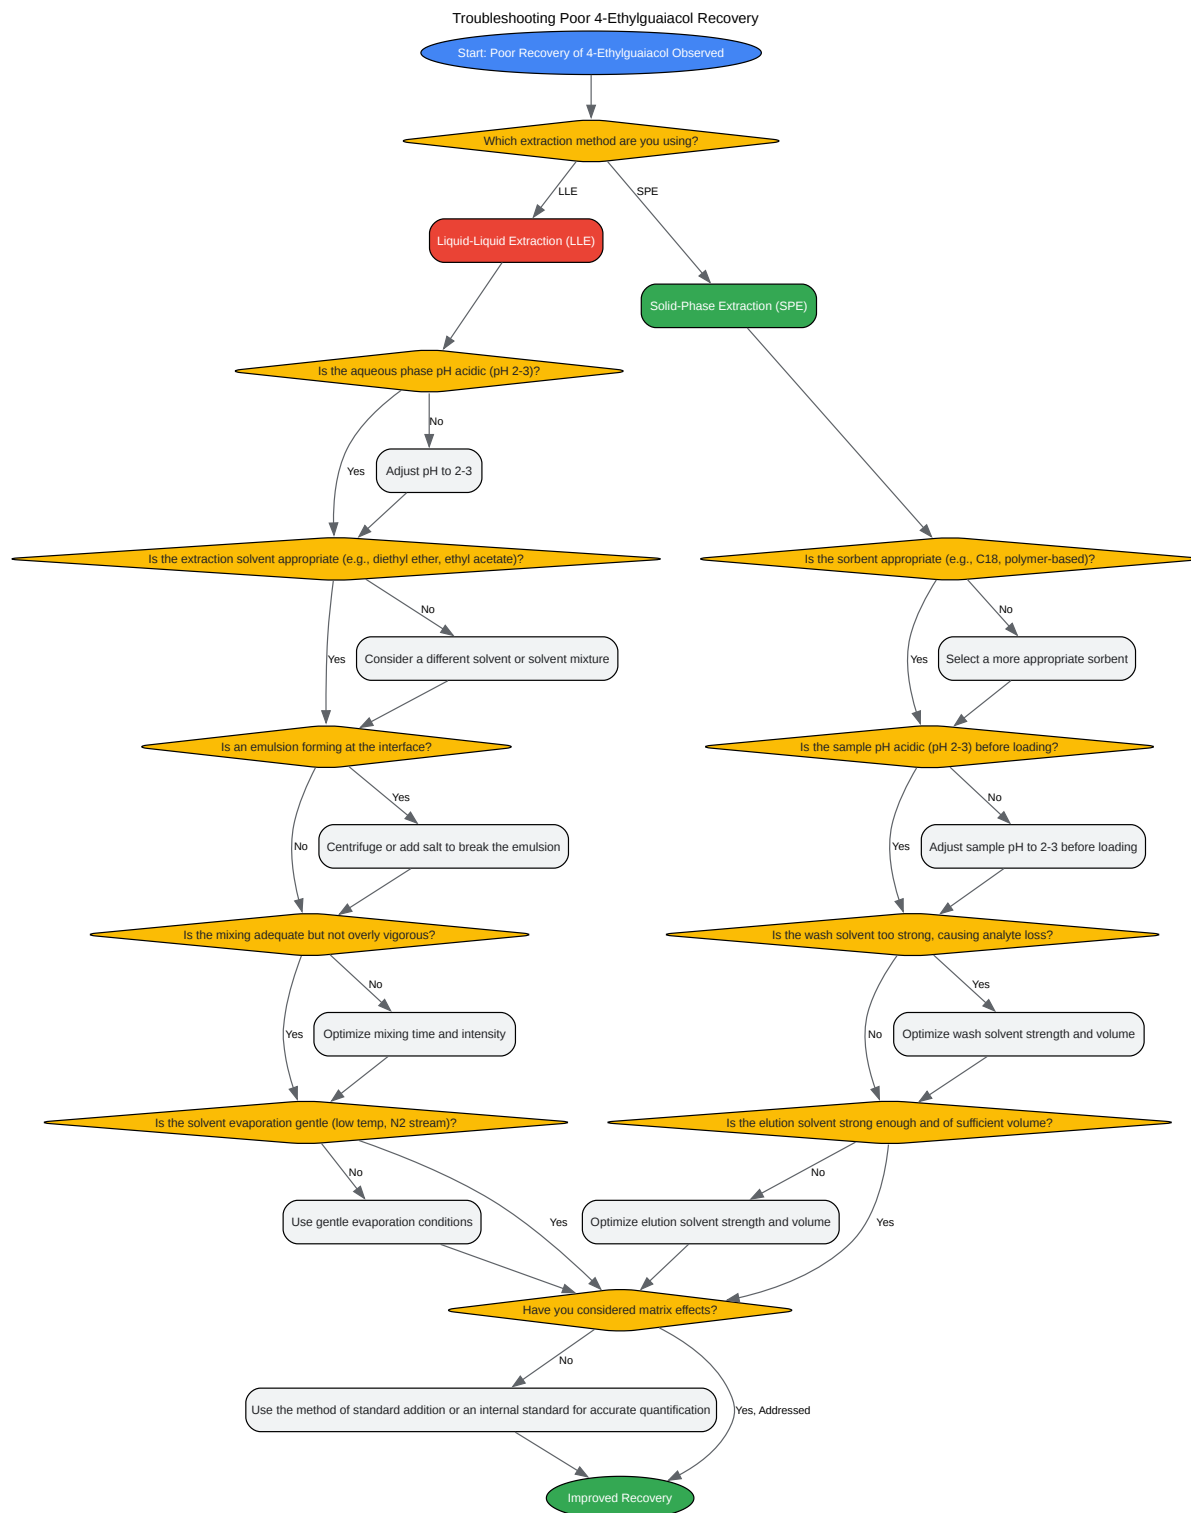 Troubleshooting Poor 4-Ethylguaiacol Recovery
Start: Poor Recovery of 4-Ethylguaiacol Observed
Which extraction method are you using?
LLE
SPE
Liquid-Liquid Extraction (LLE)
Solid-Phase Extraction (SPE)
Is the aqueous phase pH acidic (pH 2-3)?
No
Yes
Adjust pH to 2-3
Is the extraction solvent appropriate (e.g., diethyl ether, ethyl acetate)?
Is the sorbent appropriate (e.g., C18, polymer-based)?
No
No
Yes
Consider a different solvent or solvent mixture
Yes
Select a more appropriate sorbent
Is an emulsion forming at the interface?
Is the sample pH acidic (pH 2-3) before loading?
Yes
No
No
Centrifuge or add salt to break the emulsion
Yes
Adjust sample pH to 2-3 before loading
Is the mixing adequate but not overly vigorous?
Is the wash solvent too strong, causing analyte loss?
No
Yes
Yes
Optimize mixing time and intensity
No
Optimize wash solvent strength and volume
Is the solvent evaporation gentle (low temp, N2 stream)?
Is the elution solvent strong enough and of sufficient volume?
No
No
Use gentle evaporation conditions
Yes
Optimize elution solvent strength and volume
Yes
Have you considered matrix effects?
No
Use the method of standard addition or an internal standard for accurate quantification
Yes, Addressed
Improved Recovery